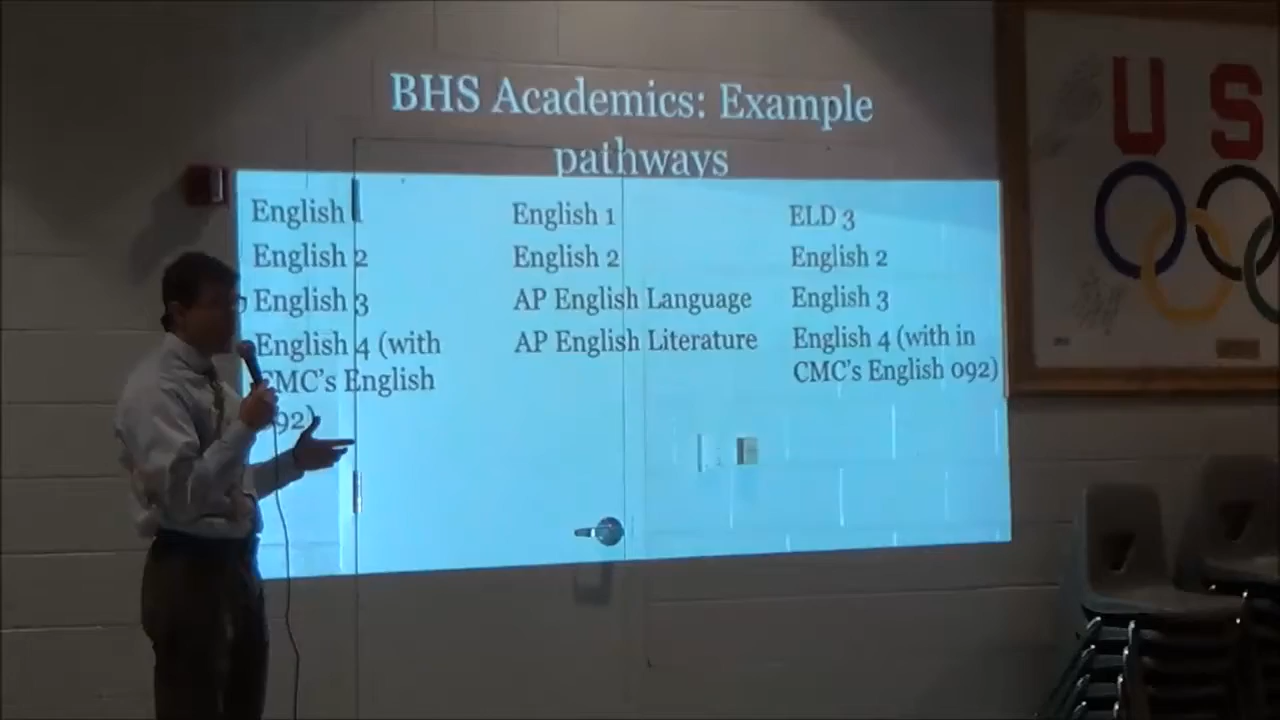 BHS Academics: Example
pathways
English 1
English 2
English 3
English 4 (with
CMC's English
092)
English 1
English 2
AP English Language
AP English Literature
ELD 3
English 2
English 3
English 4 (with in
CMC's English 092)
US